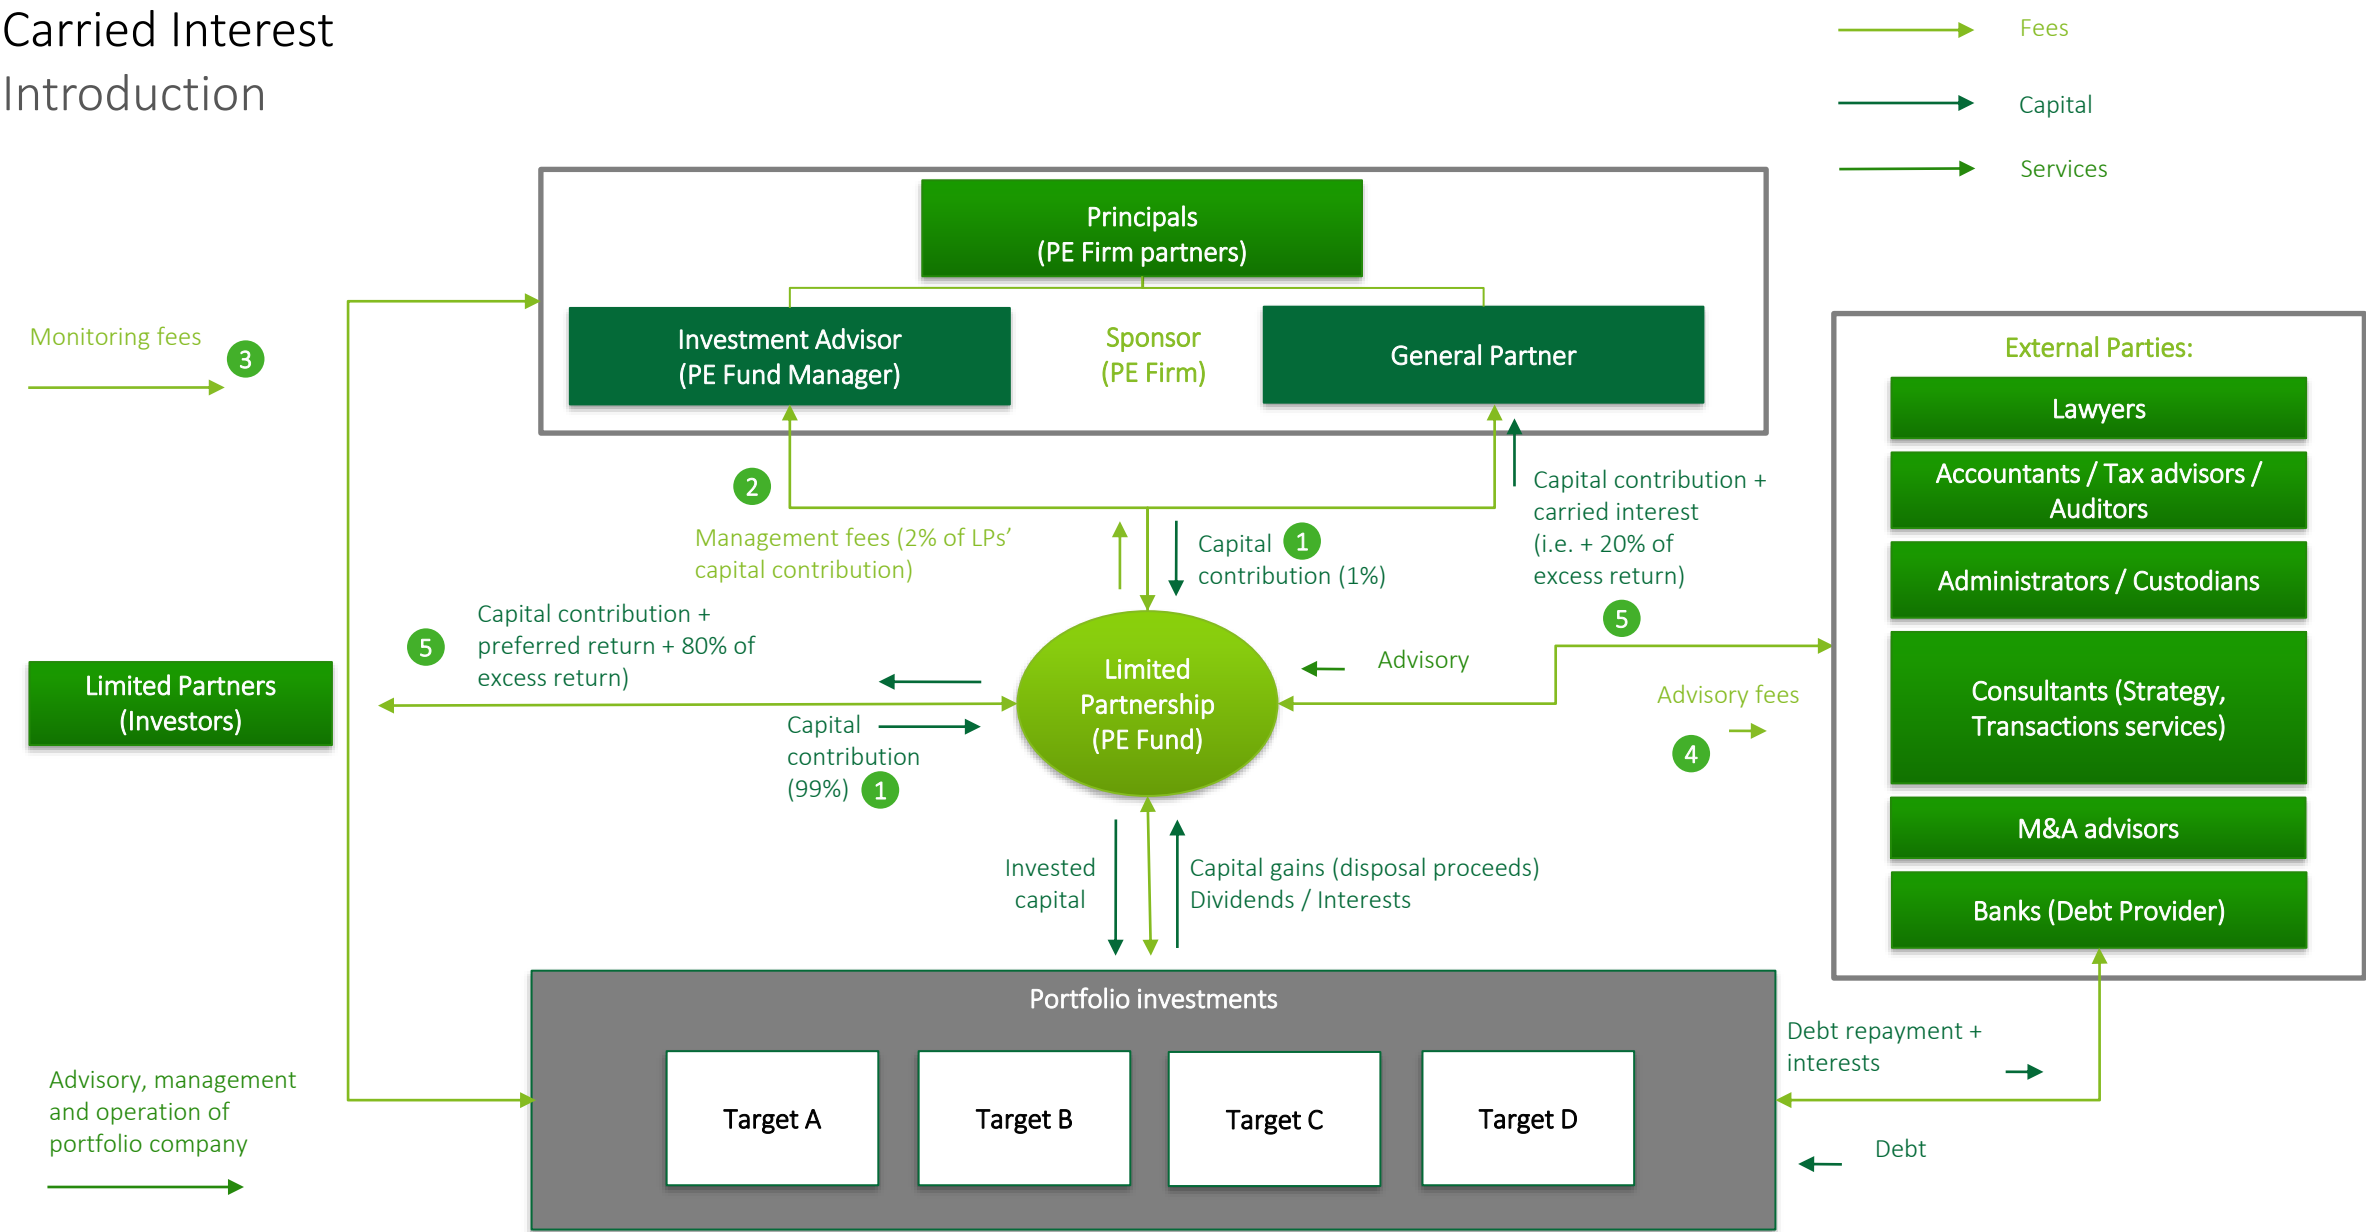 Carried Interest
Introduction
Fees
Capital
Services
Principals
(PE Firm partners)
Investment Advisor
(PE Fund Manager)
Sponsor
(PE Firm)
General Partner
Monitoring fees
3
External Parties:
Lawyers
Accountants / Tax advisors /
Auditors
Administrators / Custodians
Consultants (Strategy,
Transactions services)
M&A advisors
Banks (Debt Provider)
2
Management fees (2% of LPs’
capital contribution)
Capital 1
contribution (1%)
Capital contribution +
carried interest
(i.e. + 20% of
excess return)
5
Capital contribution +
preferred return + 80% of
excess return)
5
Limited Partners
(Investors)
Capital
contribution
(99%) 1
Limited
Partnership
(PE Fund)
Advisory
Advisory fees
4
Invested
capital
Capital gains (disposal proceeds)
Dividends / Interests
Portfolio investments
Target A
Target B
Target C
Target D
Debt repayment +
interests
Debt
Advisory, management
and operation of
portfolio company